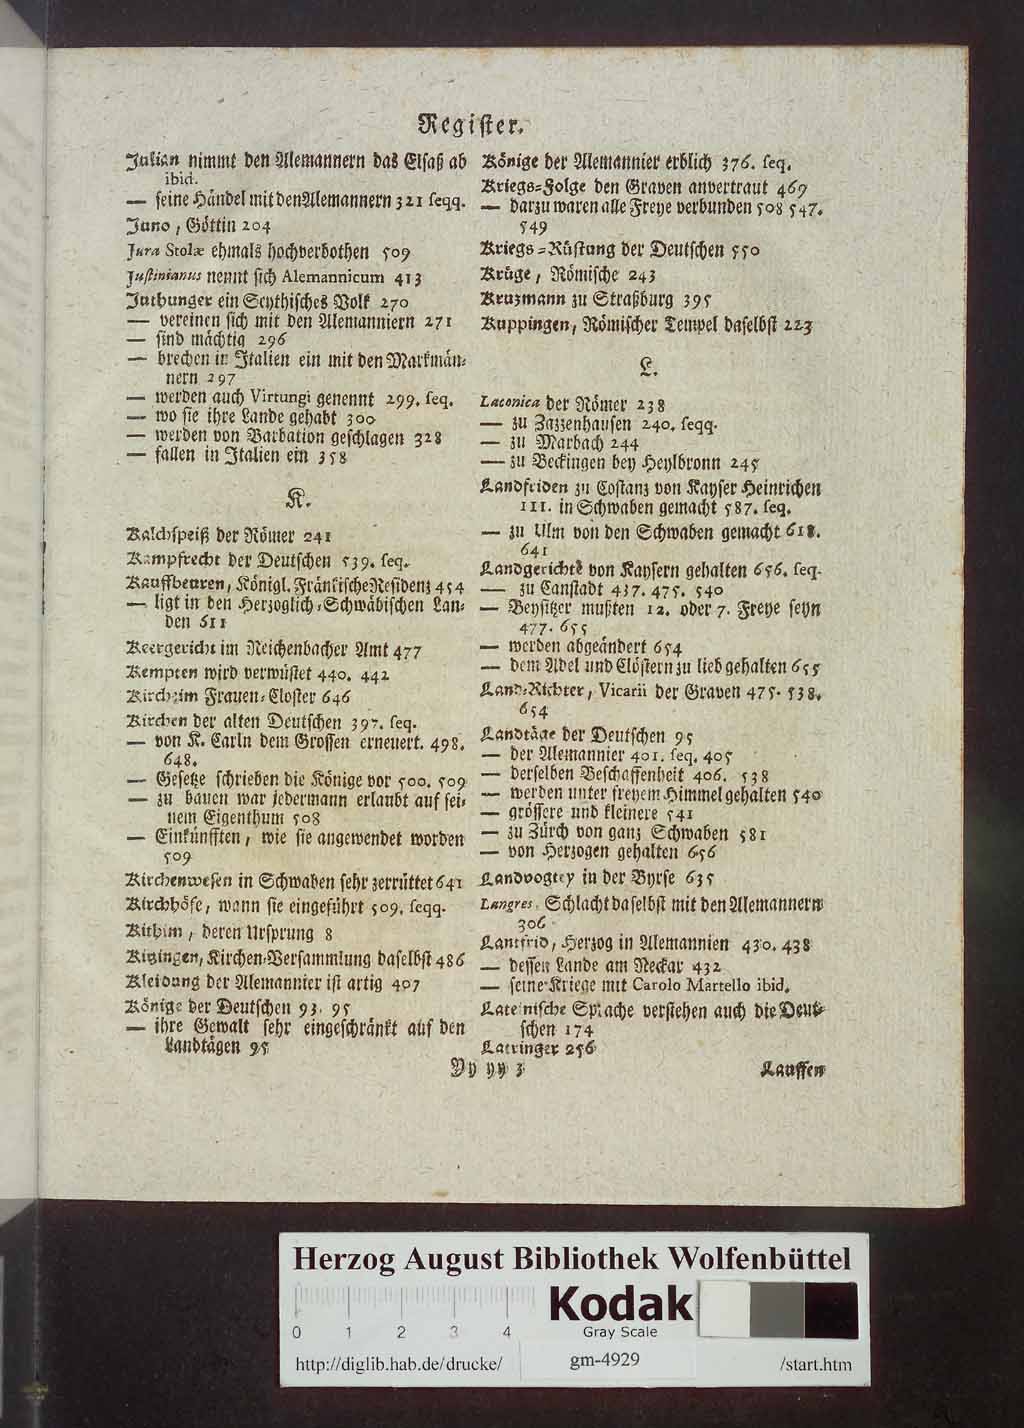 Register.
Julian nimmt den Alemannern das Elsaß ab
ibid.
— seine Händel mit den Alemannern 321 seqq.
Juno, Göttin 204
Jura Stolæ ehmals hochverbothen 509
Justinianus nennt sich Alemannicum 413
Juthunger ein Scythisches Volk 270
— vereinen sich mit den Alemanniern 271
— sind mächtig 296
— brechen in Italien ein mit den Markmän-
nern 297
— werden auch Virtungi genennt 299. seq.
— wo sie ihre Lande gehabt 300
— werden von Barbation geschlagen 328
— fallen in Italien ein 358
K.
Kalchspeiß der Römer 241
Kampfrecht der Deutschen 539. seq.
Kauffbeuren, Königl. Fränkische Residenz 454
— ligt in den Herzoglich-Schwäbischen Lan-
den 611
Keergericht im Reichenbacher Amt 477
Kempten wird verwüstet 440. 442
Kircheim Frauen-Closter 646
Kirchen der alten Deutschen 397. seq.
— von K. Carln dem Grossen erneuert. 498.
648.
— Gesetze schrieben die Könige vor 500. 509
— zu bauen war jedermann erlaubt auf sei-
nem Eigenthum 508
— Einkünfften, wie sie angewendet worden
509
Kirchenwesen in Schwaben sehr zerrüttet 641
Kirchhöfe, wann sie eingeführt 509. seqq.
Kithim, deren Ursprung 8
Kitzingen, Kirchen-Versammlung daselbst 486
Kleidung der Alemannier ist artig 407
Könige der Deutschen 93. 95
— ihre Gewalt sehr eingeschränkt auf den
Landtägen 95
Könige der Alemannier erblich 376. seq.
Kriegs-Folge den Graven anvertraut 469
— darzu waren alle Freye verbunden 508 547.
549
Kriegs-Rüstung der Deutschen 550
Krüge, Römische 243
Kruzmann zu Straßburg 395
Kuppingen, Römischer Tempel daselbst 223
L.
Laconica der Römer 238
— zu Zazzenhausen 240. seqq.
— zu Marbach 244
— zu Beckingen bey Heylbronn 245
Landfriden zu Costanz von Kayser Heinrichen
III. in Schwaben gemacht 587. seq.
— zu Ulm von den Schwaben gemacht 618.
641
Landgerichte von Kaysern gehalten 656. seq.
— zu Canstadt 437. 475. 540
— Beysitzer mußten 12. oder 7. Freye seyn
477. 655
— werden abgeändert 654
— dem Adel und Clöstern zu lieb gehalten 655
Land-Richter, Vicarii der Graven 475. 538.
654
Landtäge der Deutschen 95
— der Alemannier 401. seq. 405
— derselben Beschaffenheit 406. 538
— werden unter freyem Himmel gehalten 540
— grössere und kleinere 541
— zu Zürch von ganz Schwaben 581
— von Herzogen gehalten 656
Landvogtey in der Byrse 635
Langres, Schlacht daselbst mit den Alemannern
306
Lantfrid, Herzog in Alemannien 430. 438
— dessen Lande am Neckar 432
— seine Kriege mit Carolo Martello ibid.
Lateinische Sprache verstehen auch die Deut-
schen 174
Latringer 256
Yy yy 3
Lauffen
Herzog August Bibliothek Wolfenbüttel
Kodak
0 1 2 3 4
Gray Scale
http://diglib.hab.de/drucke/ gm-4929 /start.htm